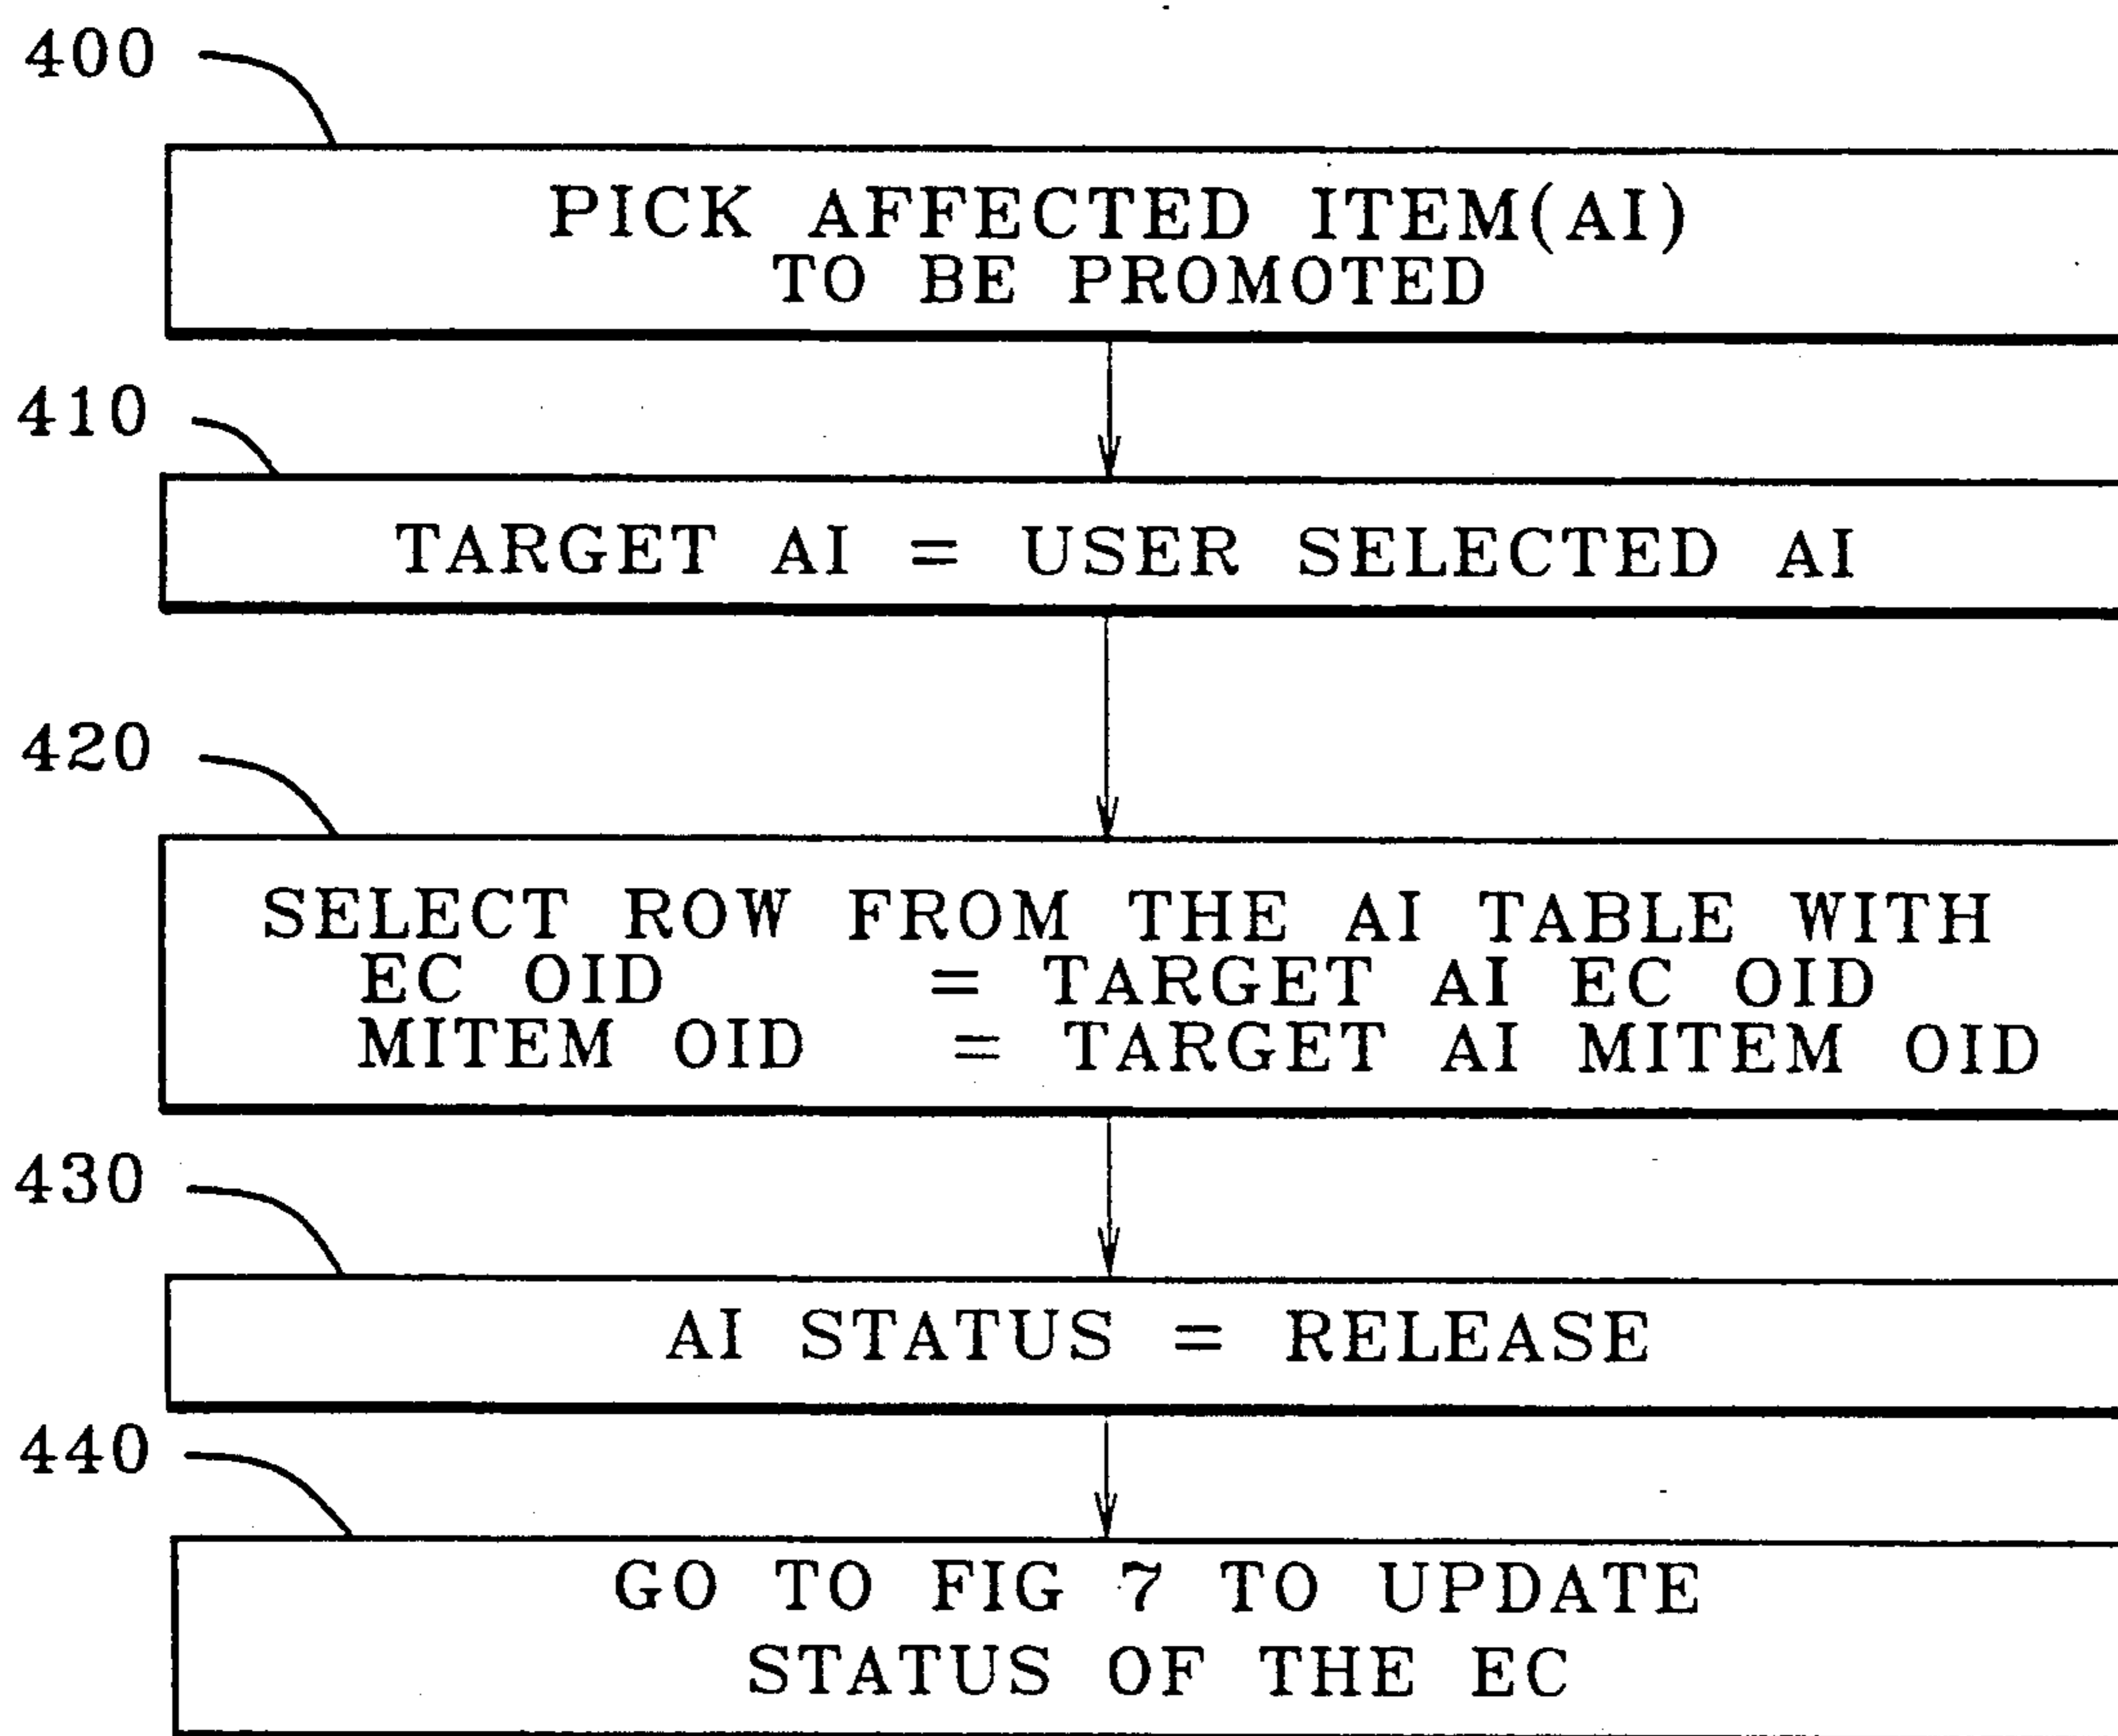 400
PICK AFFECTED ITEM(AI)
TO BE PROMOTED
410
TARGET AI = USER SELECTED AI
420
SELECT ROW FROM THE AI TABLE WITH
EC OID = TARGET AI EC OID
MITEM OID = TARGET AI MITEM OID
430
AI STATUS = RELEASE
440
GO TO FIG 7 TO UPDATE
STATUS OF THE EC